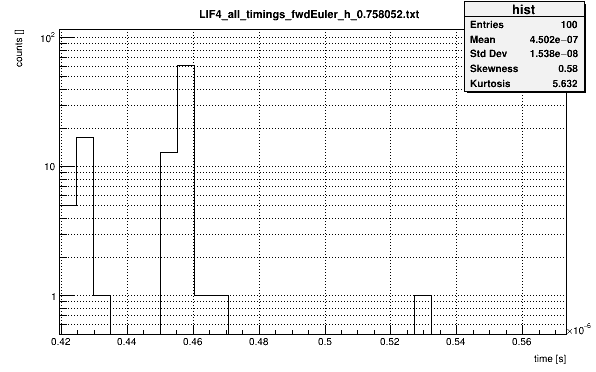 LIF4_all_timings_fwdEuler_h_0.758052.txt
hist
Entries 100
Mean 4.502e−07
Std Dev 1.538e−08
Skewness 0.58
Kurtosis 5.632
counts []
10²
10
1
0.42 0.44 0.46 0.48 0.5 0.52 0.54 0.56
×10⁻⁶
time [s]